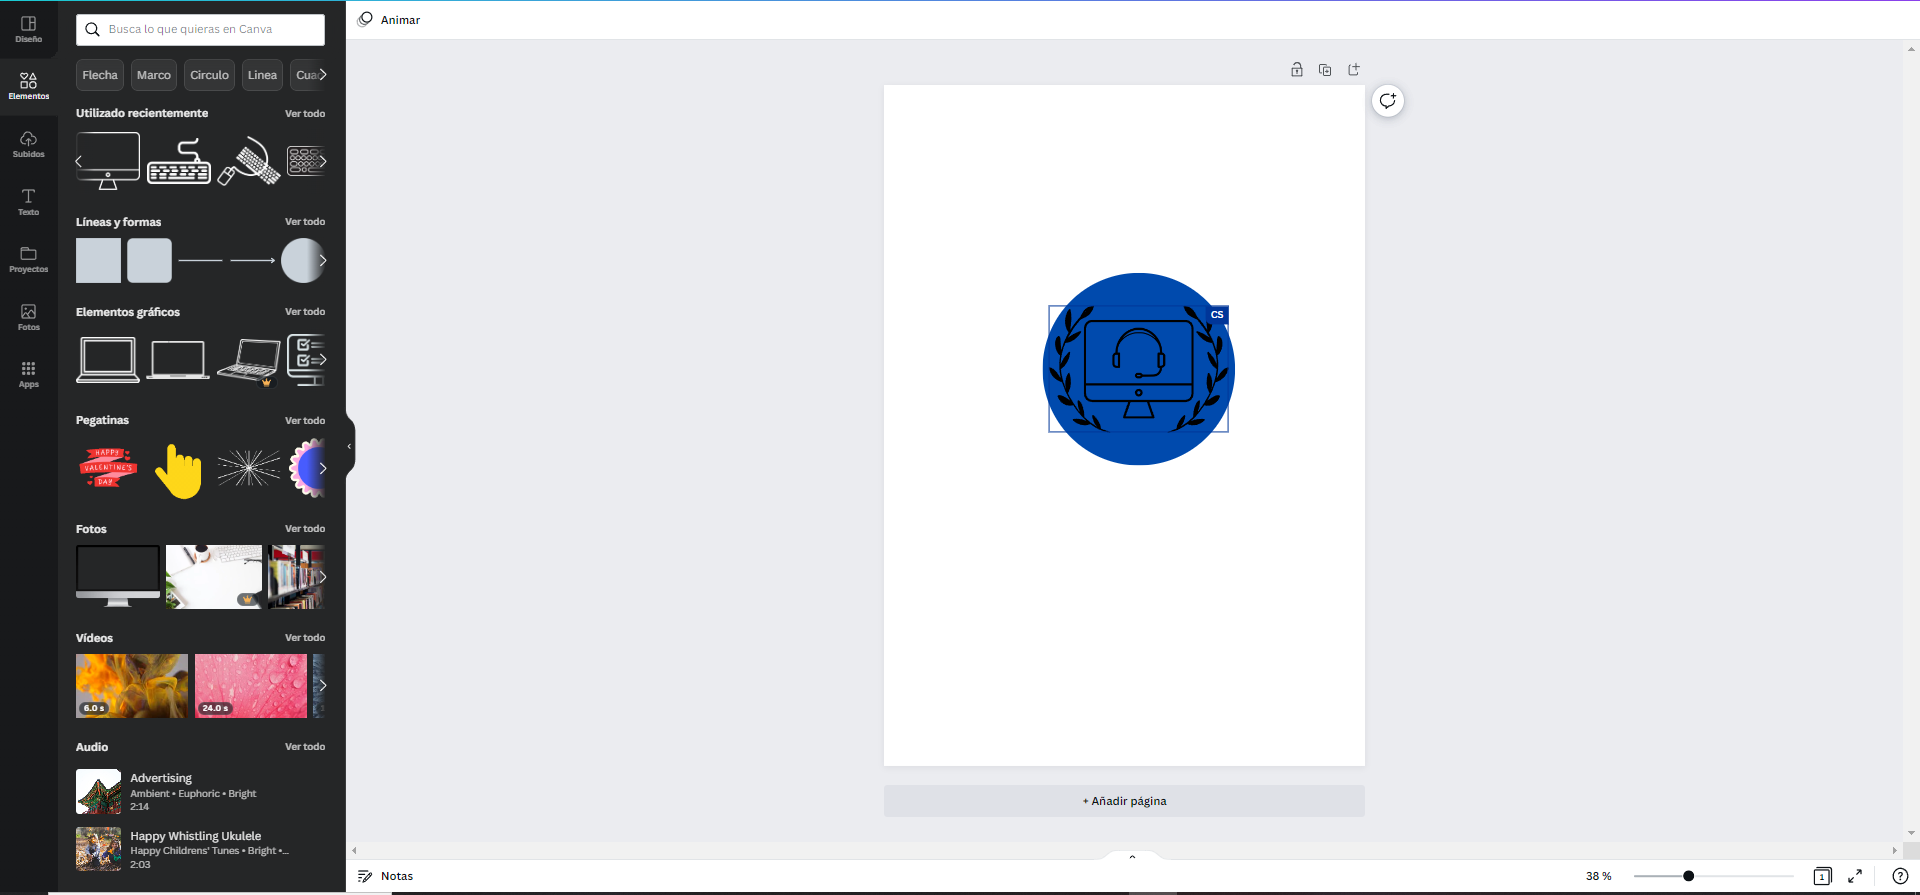 Diseño
Elementos
Subidos
Texto
Proyectos
Fotos
Apps
Busca lo que quieras en Canva
Flecha
Marco
Círculo
Linea
Utilizado recientemente
Ver todo
Líneas y formas
Ver todo
Elementos gráficos
Ver todo
Pegatinas
Ver todo
HAPPY
VALENTINE'S
DAY
Fotos
Ver todo
Vídeos
Ver todo
6.0 s
24.0 s
Audio
Ver todo
Advertising
Ambient • Euphoric • Bright
2:14
Happy Whistling Ukulele
Happy Childrens' Tunes • Bright •...
2:03
Animar
CS
+ Añadir página
Notas
38 %
1